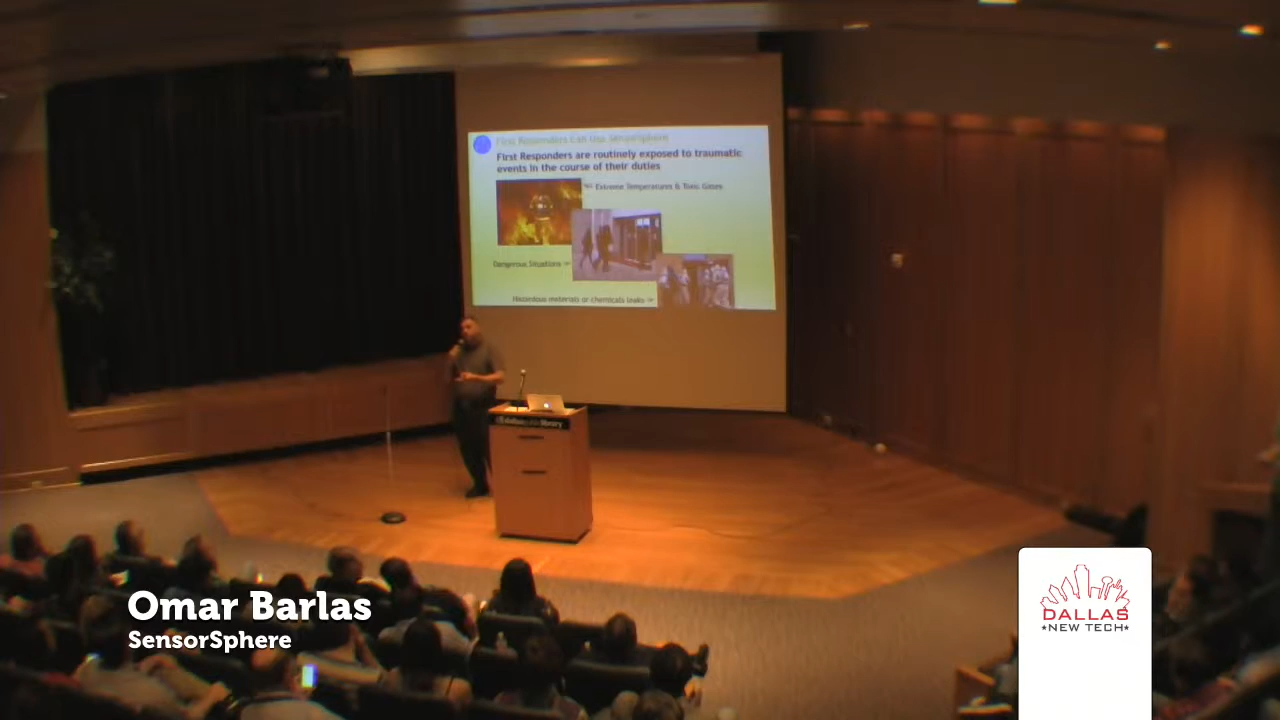 First Responders Can Use SensorSphere
First Responders are routinely exposed to traumatic
events in the course of their duties
Extreme Temperatures & Toxic Gases
Dangerous Situations
Hazardous materials or chemicals leaks
library
Omar Barlas
SensorSphere
DALLAS
★NEW TECH★